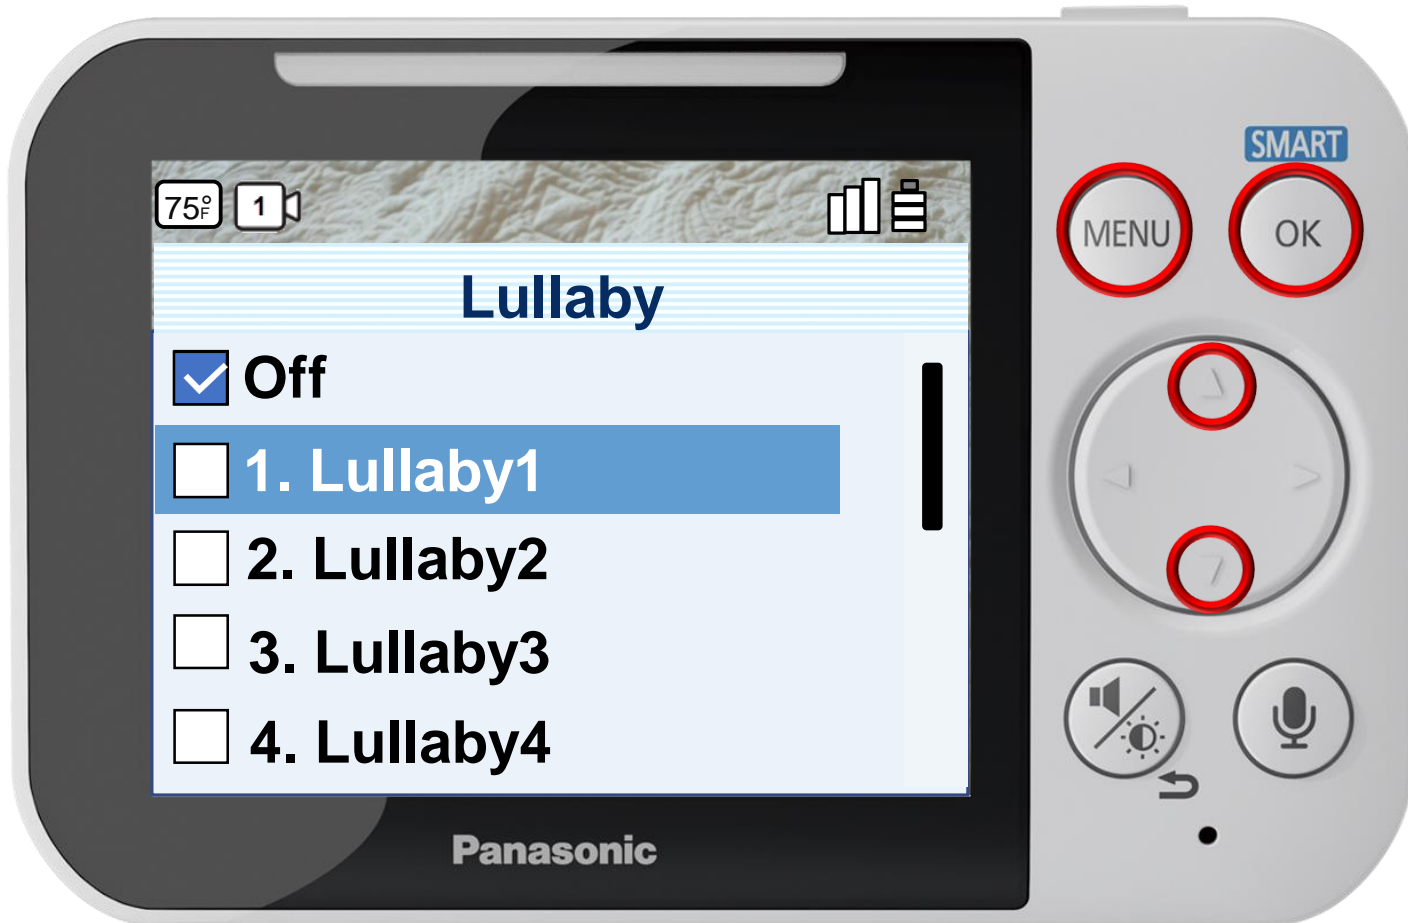 SMART
75°F 1
MENU OK
Lullaby
Off
1. Lullaby1
2. Lullaby2
3. Lullaby3
4. Lullaby4
Panasonic